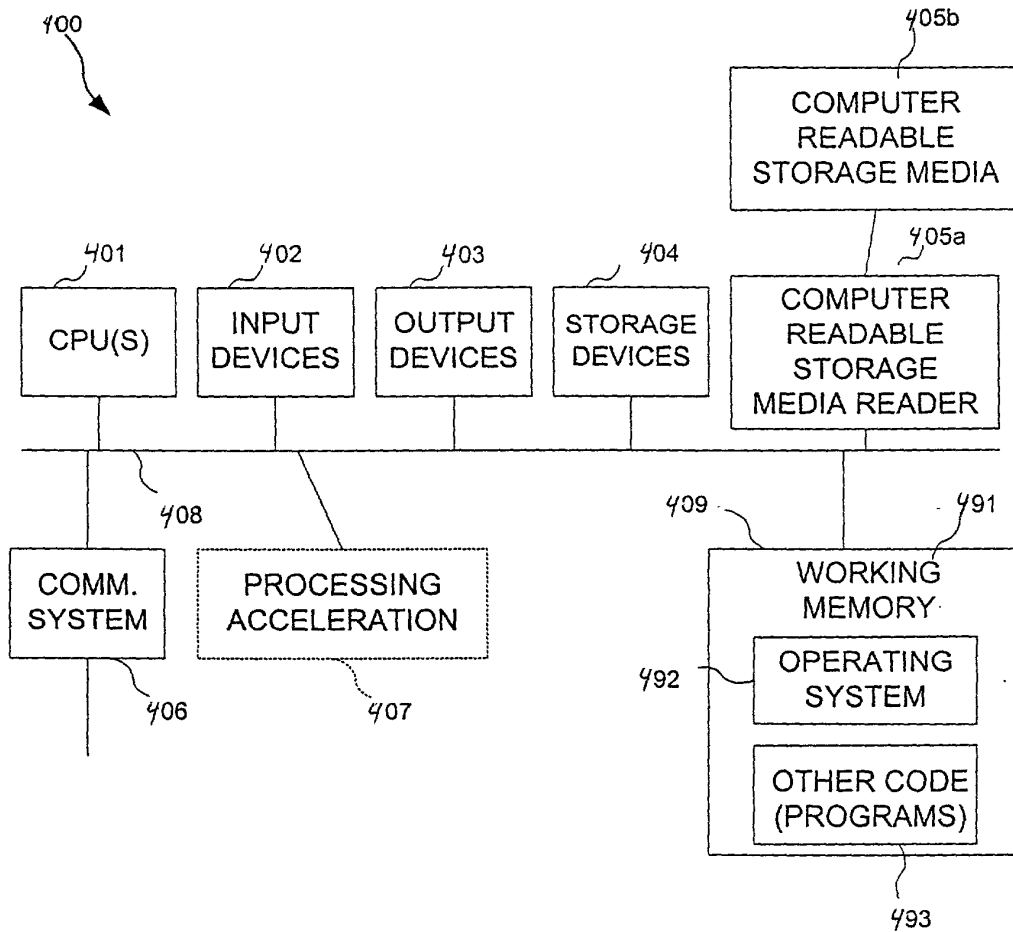 400
405b
COMPUTER
READABLE
STORAGE MEDIA
401
402
403
404
405a
CPU(S)
INPUT
DEVICES
OUTPUT
DEVICES
STORAGE
DEVICES
COMPUTER
READABLE
STORAGE
MEDIA READER
408
409
491
COMM.
SYSTEM
PROCESSING
ACCELERATION
WORKING
MEMORY
406
407
492
OPERATING
SYSTEM
OTHER CODE
(PROGRAMS)
493